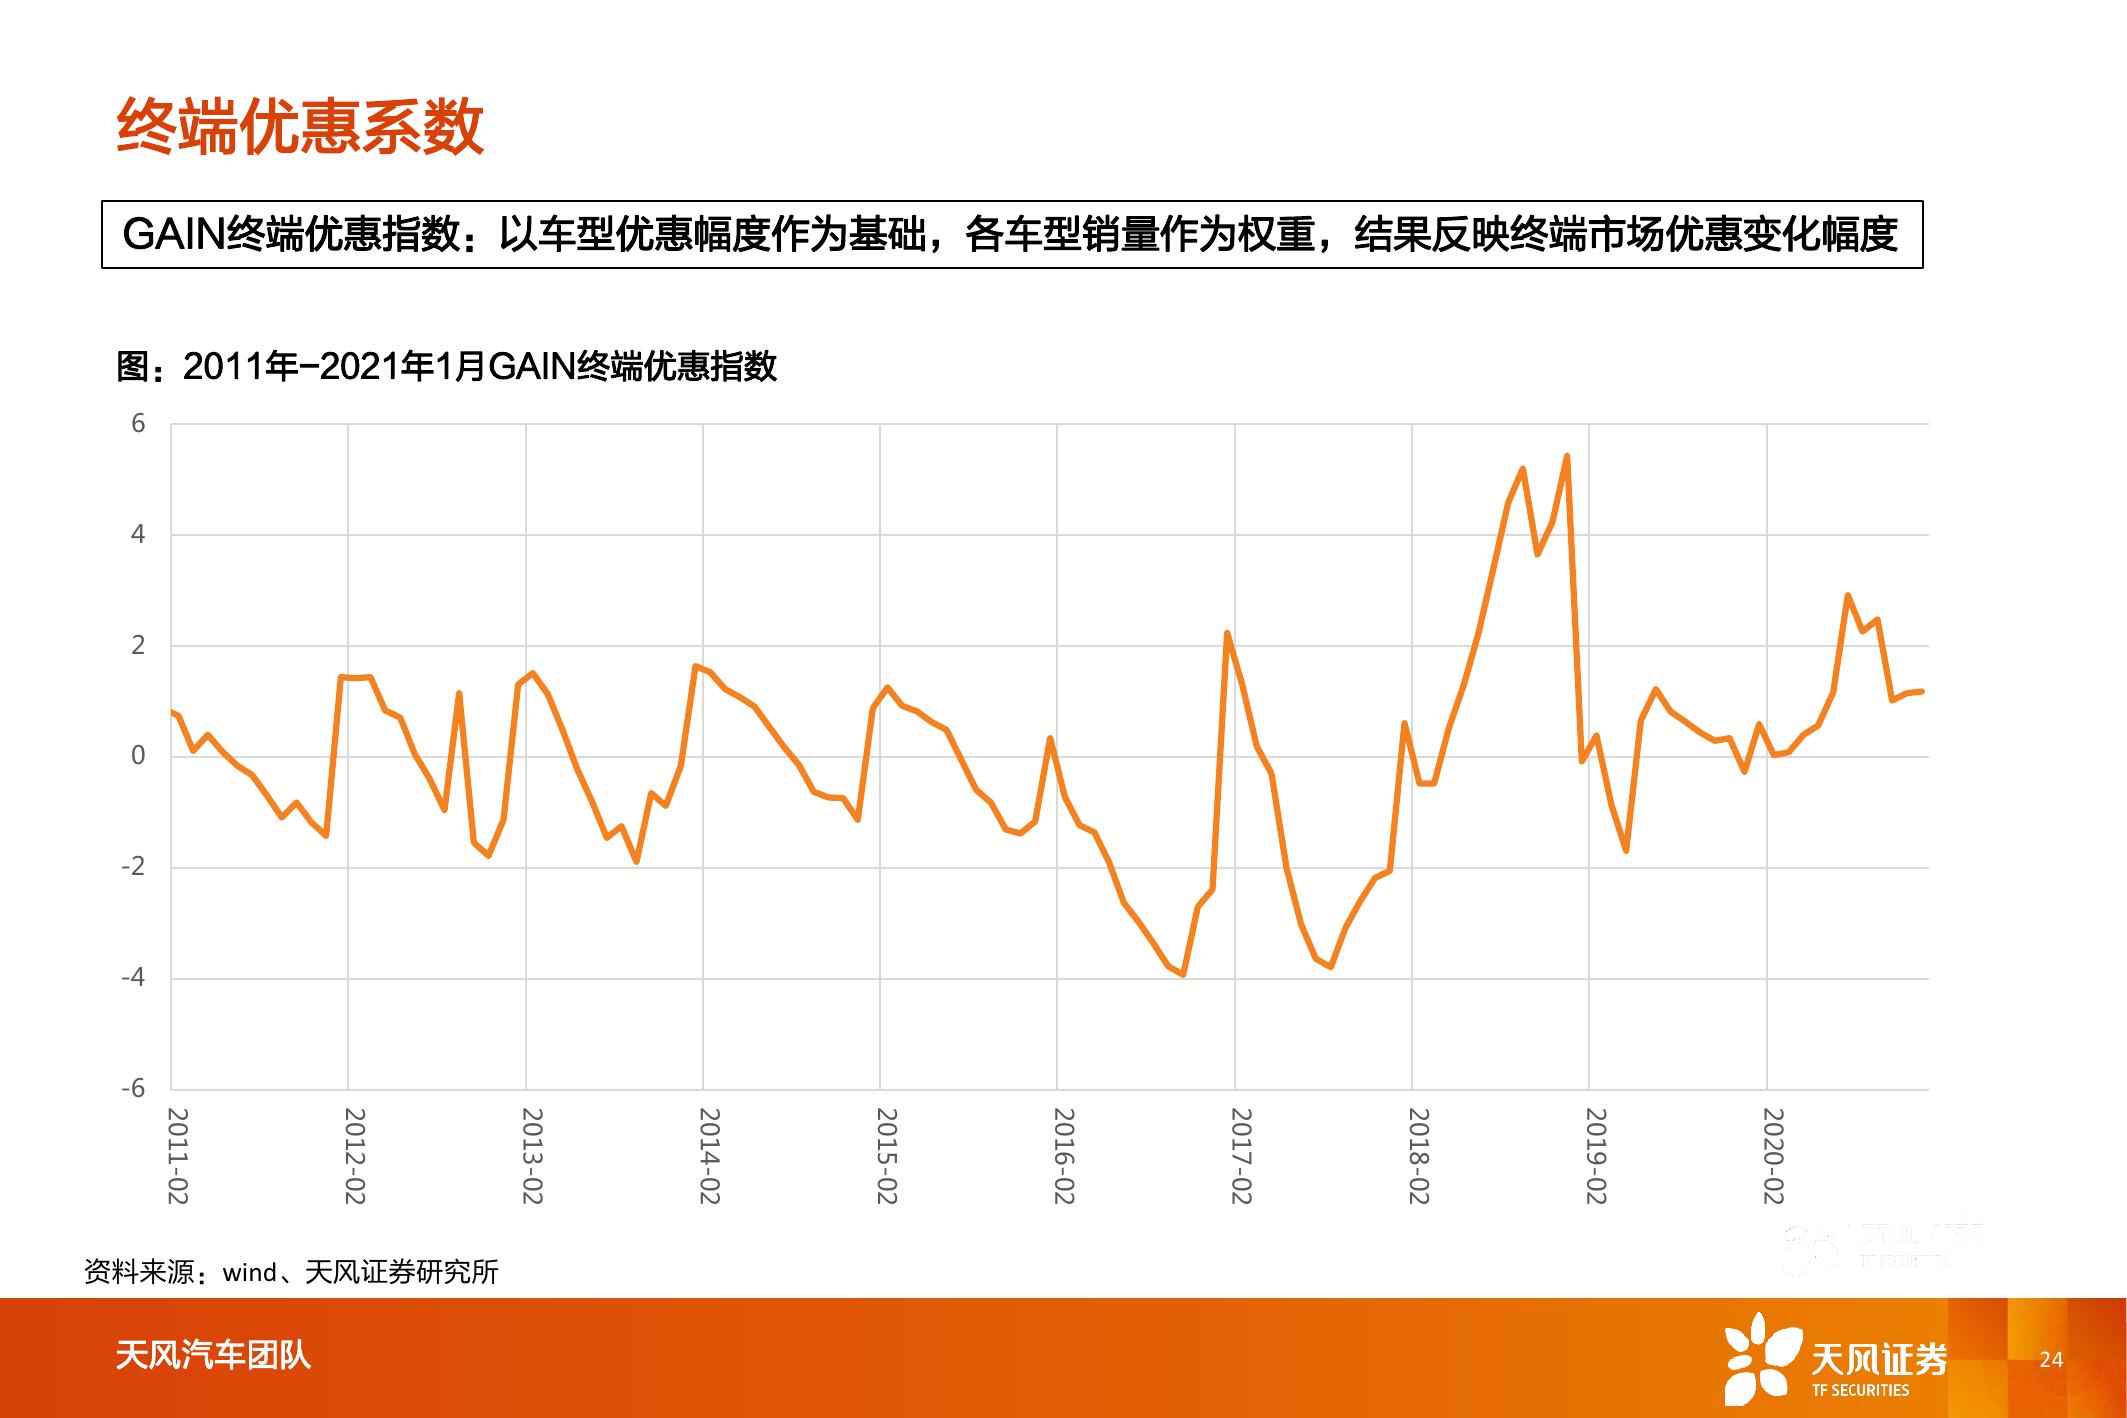 终端优惠系数
GAIN终端优惠指数：以车型优惠幅度作为基础，各车型销量作为权重，结果反映终端市场优惠变化幅度
图：2011年-2021年1月GAIN终端优惠指数
6
4
2
0
-2
-4
-6
2011-02
2012-02
2013-02
2014-02
2015-02
2016-02
2017-02
2018-02
2019-02
2020-02
资料来源：wind、天风证券研究所
天风汽车团队
天风证券
TF SECURITIES
24